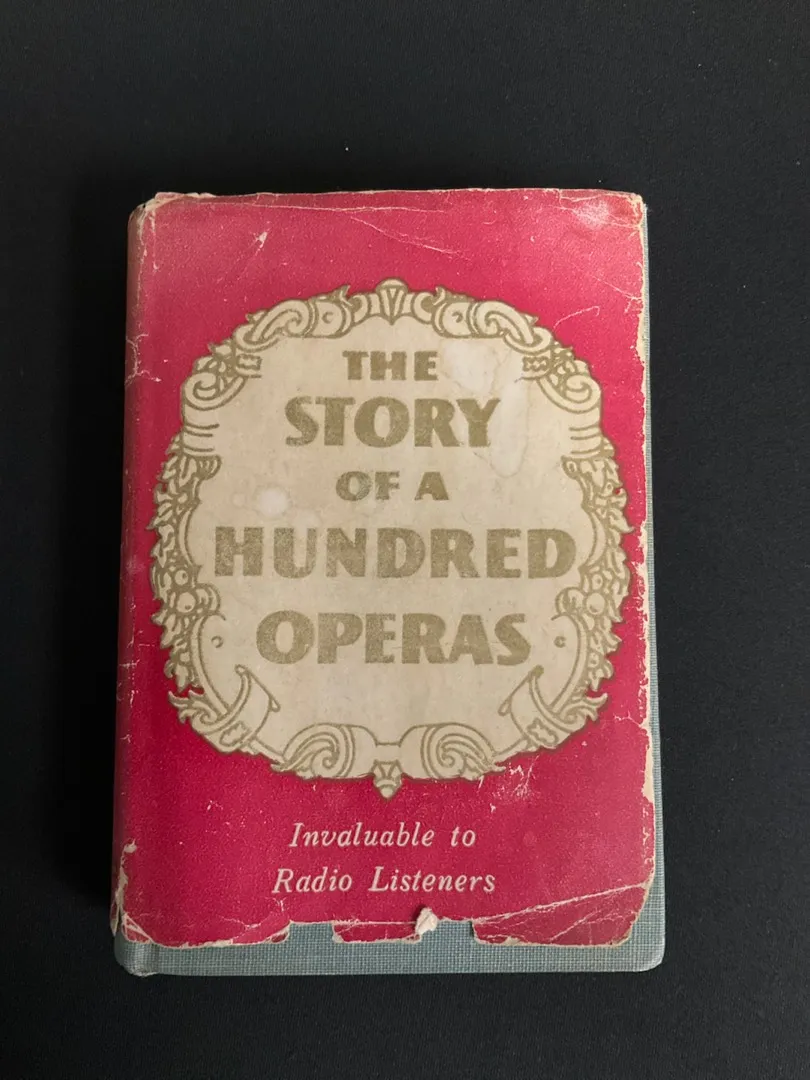 THE
STORY
OF A
HUNDRED
OPERAS
Invaluable to
Radio Listeners